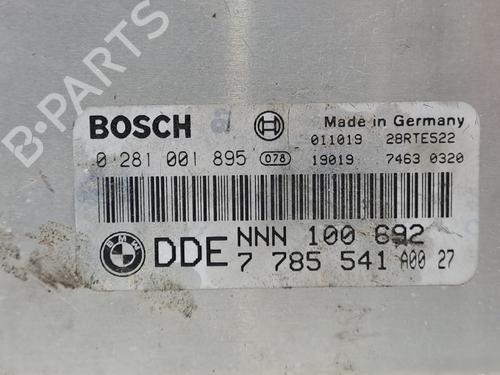 B-PARTS
BOSCH
Made in Germany
011019 28RTE522
0 281 001 895 078 19019 7463 0320
BMW
DDE NNN 100 692
7 785 541 A00 27